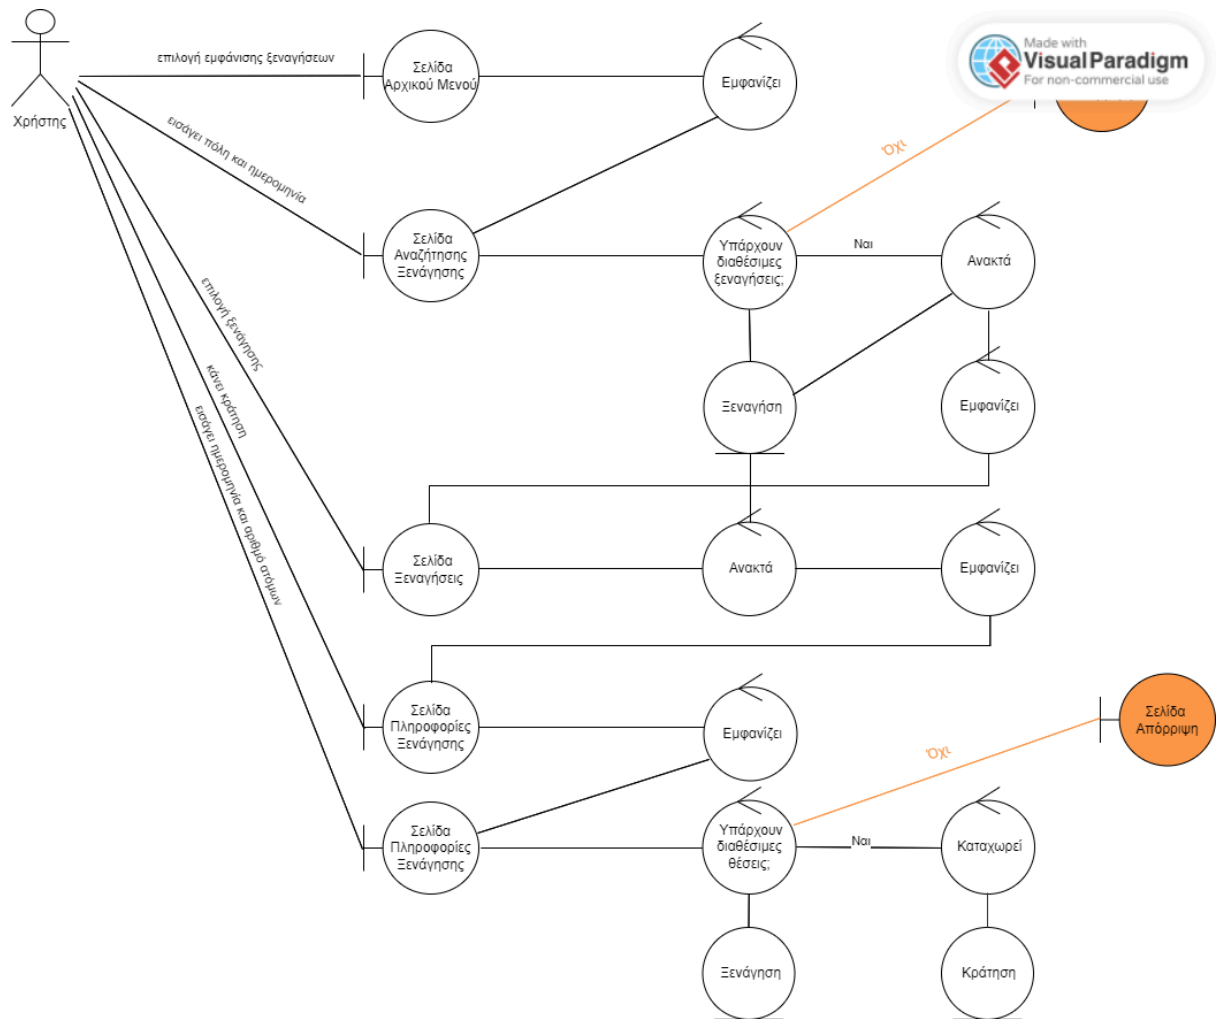 επιλογή εμφάνισης ξεναγήσεων
Σελίδα
Αρχικού Μενού
Εμφανίζει
Made with
VisualParadigm
For non-commercial use
Χρήστης
εισάγει πόλη και ημερομηνία
Όχι
Σελίδα
Αναζήτησης
Ξενάγησης
Υπάρχουν
διαθέσιμες
ξεναγήσεις;
Ναι
Ανακτά
επιλογή ξενάγησης
κάνει κράτηση
εισάγει ημερομηνία και αριθμό ατόμων
Ξεναγήση
Εμφανίζει
Σελίδα
Ξεναγήσεις
Ανακτά
Εμφανίζει
Σελίδα
Πληροφορίες
Ξενάγησης
Εμφανίζει
Σελίδα
Απόρριψη
Όχι
Σελίδα
Πληροφορίες
Ξενάγησης
Υπάρχουν
διαθέσιμες
θέσεις;
Ναι
Καταχωρεί
Ξενάγηση
Κράτηση